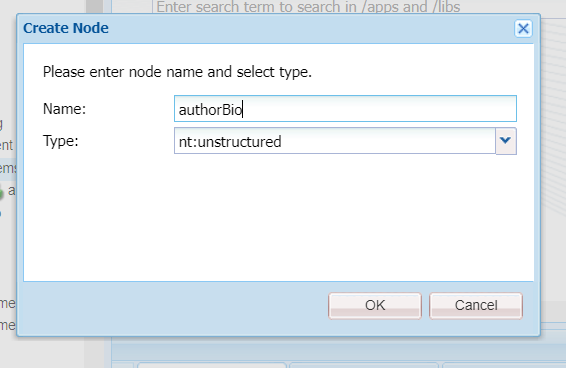 Enter search term to search in /apps and /libs
Create Node
Please enter node name and select type.
Name:
authorBio
Type:
nt:unstructured
OK
Cancel